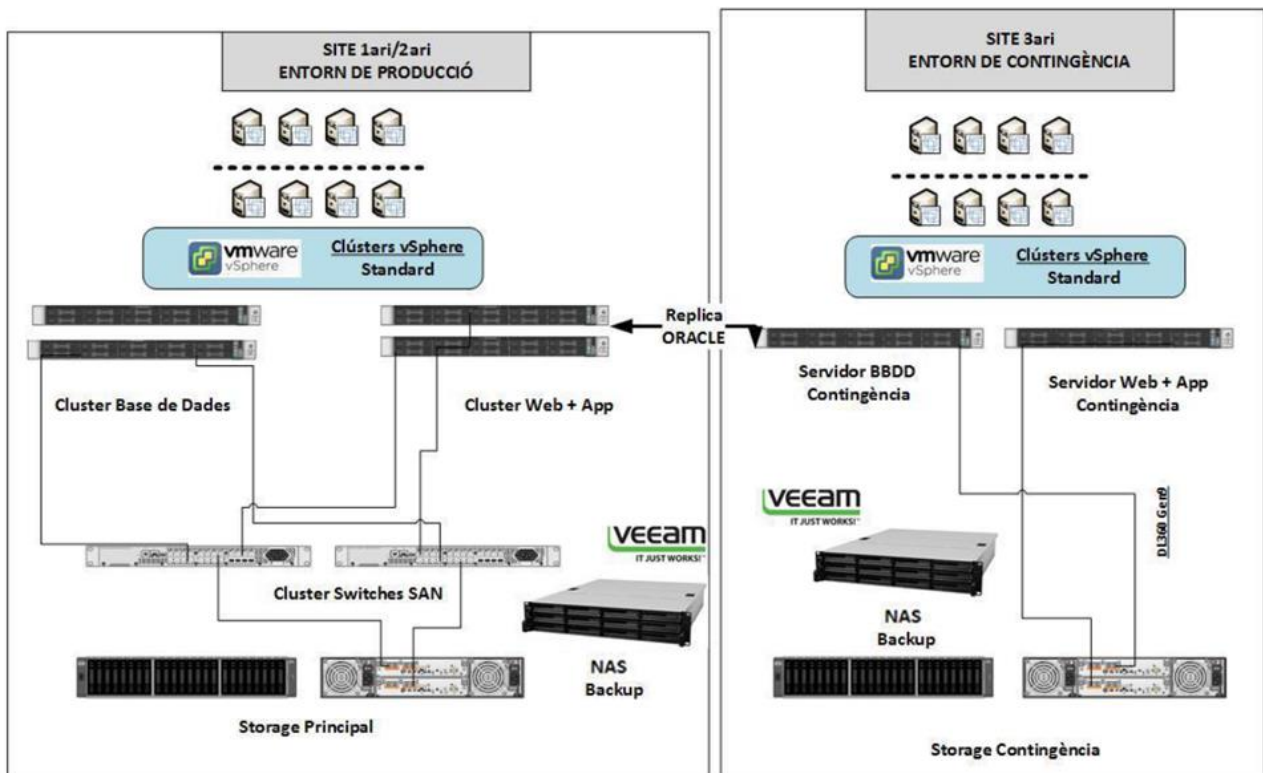 SITE 1ari/2ari
ENTORN DE PRODUCCIÓ
vmware
vSphere
Clústers vSphere
Standard
Cluster Base de Dades
Cluster Web + App
Cluster Switches SAN
veeam
IT JUST WORKS!™
NAS
Backup
Storage Principal
Replica
ORACLE
SITE 3ari
ENTORN DE CONTINGÈNCIA
vmware
vSphere
Clústers vSphere
Standard
Servidor BBDD
Contingència
Servidor Web + App
Contingència
veeam
IT JUST WORKS!™
DL360 Gen9
NAS
Backup
Storage Contingència